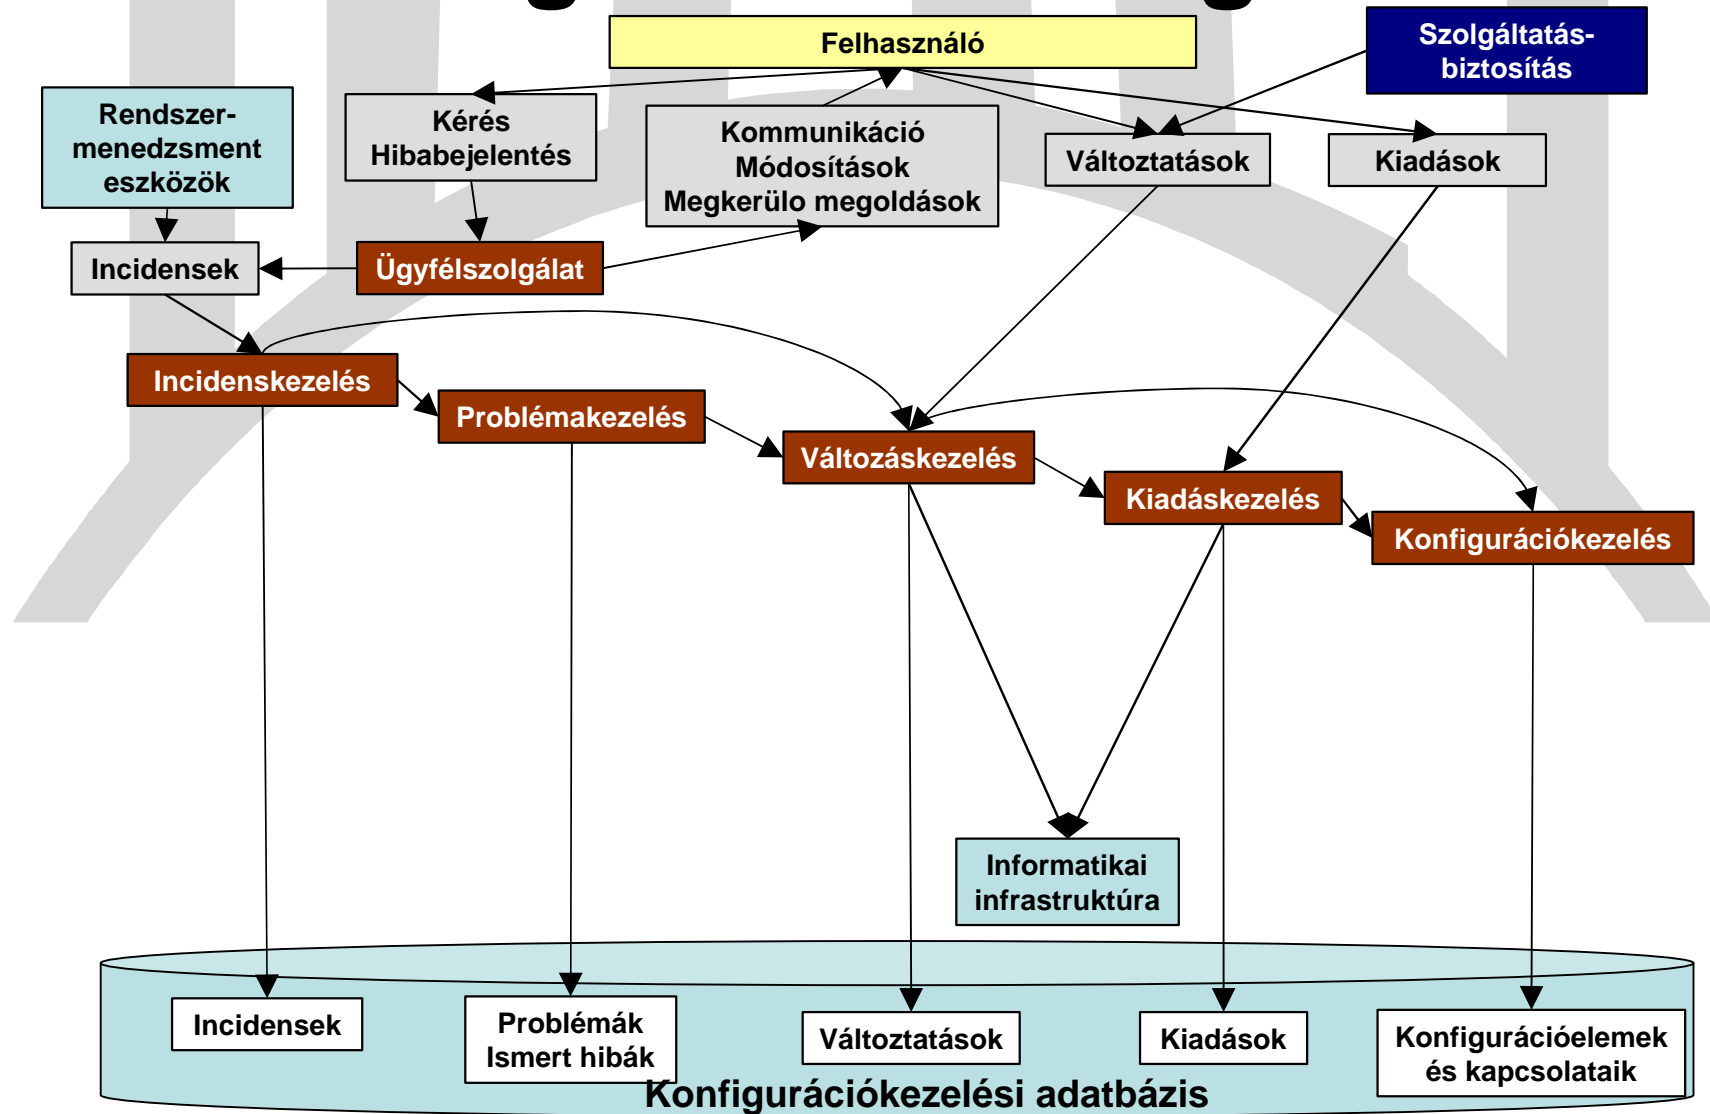 Felhasználó
Szolgáltatás-
biztosítás
Rendszer-
menedzsment
eszközök
Kérés
Hibabejelentés
Kommunikáció
Módosítások
Megkerülo megoldások
Változtatások
Kiadások
Incidensek
Ügyfélszolgálat
Incidenskezelés
Problémakezelés
Változáskezelés
Kiadáskezelés
Konfigurációkezelés
Informatikai
infrastruktúra
Incidensek
Problémák
Ismert hibák
Változtatások
Kiadások
Konfigurációelemek
és kapcsolataik
Konfigurációkezelési adatbázis